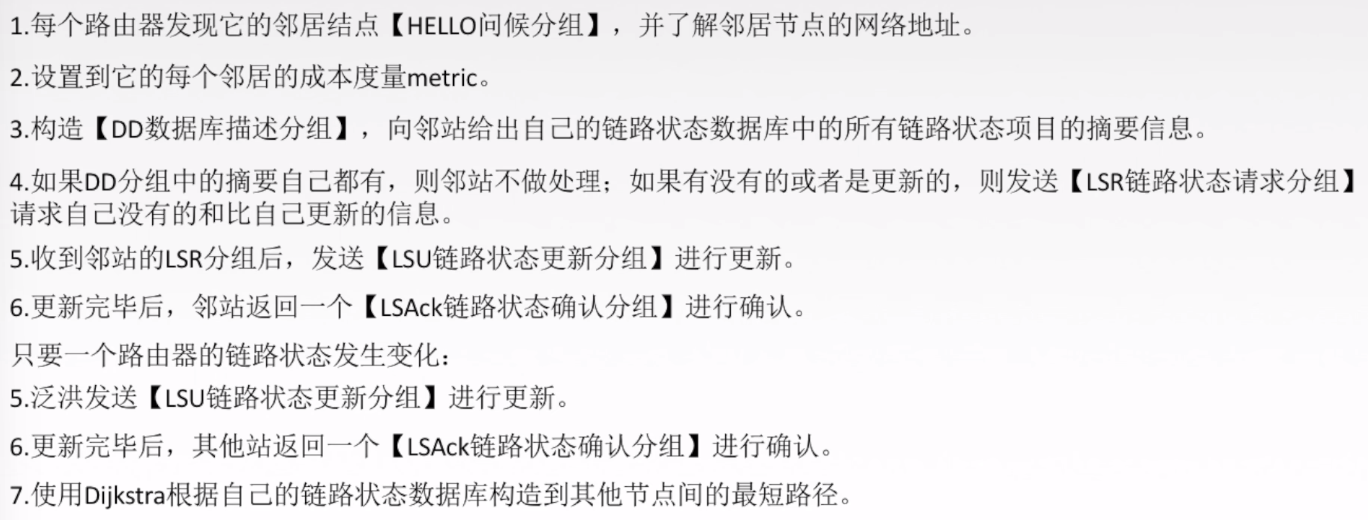 1.每个路由器发现它的邻居结点【HELLO问候分组】，并了解邻居节点的网络地址。
2.设置到它的每个邻居的成本度量metric。
3.构造【DD数据库描述分组】，向邻站给出自己的链路状态数据库中的所有链路状态项目的摘要信息。
4.如果DD分组中的摘要自己都有，则邻站不做处理；如果有没有的或者是更新的，则发送【LSR链路状态请求分组】
请求自己没有的和比自己更新的信息。
5.收到邻站的LSR分组后，发送【LSU链路状态更新分组】进行更新。
6.更新完毕后，邻站返回一个【LSAck链路状态确认分组】进行确认。
只要一个路由器的链路状态发生变化：
5.泛洪发送【LSU链路状态更新分组】进行更新。
6.更新完毕后，其他站返回一个【LSAck链路状态确认分组】进行确认。
7.使用Dijkstra根据自己的链路状态数据库构造到其他节点间的最短路径。